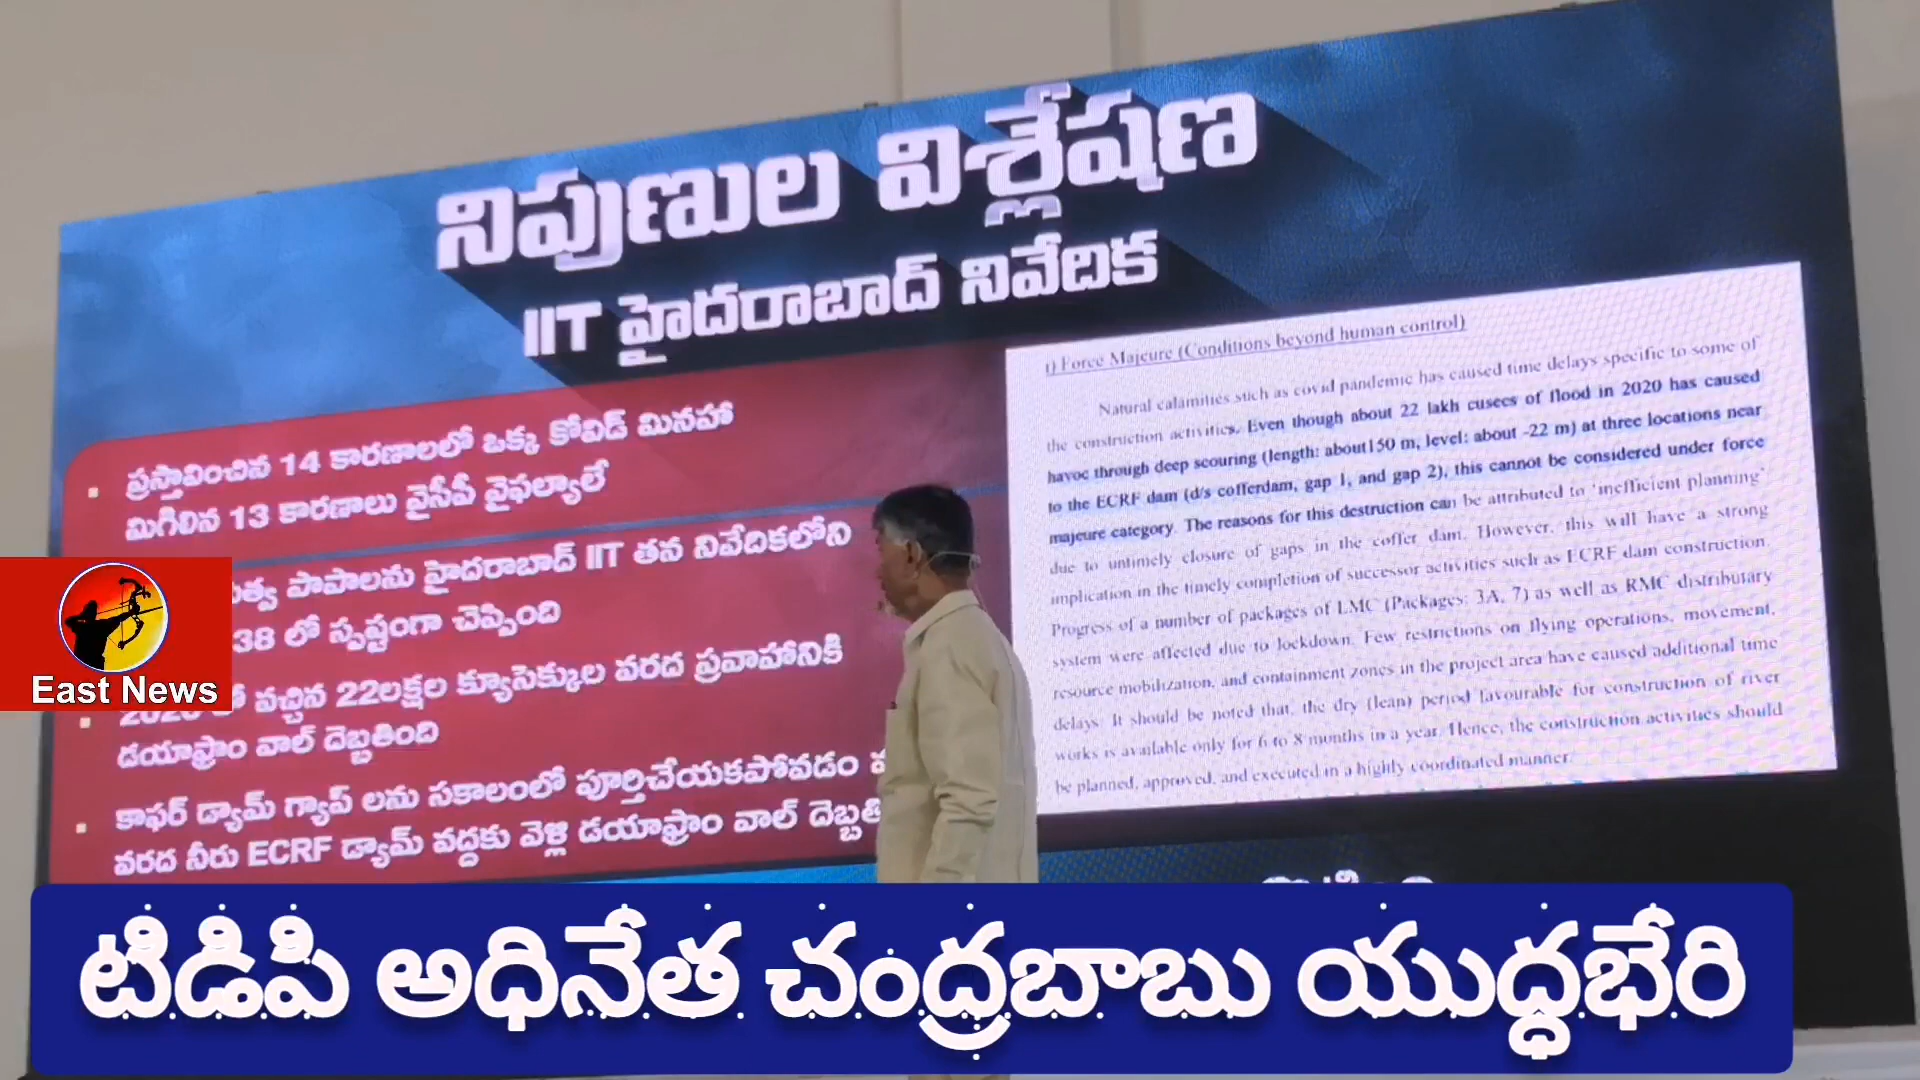 నిపుణుల విశ్లేషణ
IIT హైదరాబాద్ నివేదిక
ప్రస్తావించిన 14 కారణాలలో ఒక్క కోవిడ్ మినహా
మిగిలిన 13 కారణాలు వైసీపీ వైఫల్యాలే
పాపాలను హైదరాబాద్ IIT తన నివేదికలోని
38 లో స్పష్టంగా చెప్పింది
వచ్చిన 22లక్షల క్యూసెక్కుల వరద ప్రవాహానికి
డయాఫ్రాం వాల్ దెబ్బతింది
కాఫర్ డ్యామ్ గ్యాప్ లను సకాలంలో పూర్తిచేయకపోవడం
వరద నీరు ECRF డ్యామ్ వద్దకు వెళ్లి డయాఫ్రాం వాల్
i) Force Majeure (Conditions beyond human control)
Natural calamities such as covid pandemic has caused time delays specific to some of
the construction activities. Even though about 22 lakh cusecs of flood in 2020 has caused
havoc through deep scouring (length: about150 m, level: about -22 m) at three locations near
to the ECRF dam (d/s cofferdam, gap 1, and gap 2), this cannot be considered under force
majeure category. The reasons for this destruction can be attributed to 'inefficient planning'
due to untimely closure of gaps in the coffer dam. However, this will have a strong
implication in the timely completion of successor activities such as ECRF dam construction.
Progress of a number of packages of LMC (Packages: 3A, 7) as well as RMC distributary
system were affected due to lockdown. Few restrictions on flying operations, movement,
resource mobilization, and containment zones in the project area have caused additional time
delays. It should be noted that, the dry (lean) period favourable for construction of river
works is available only for 6 to 8 months in a year. Hence, the construction activities should
be planned, approved, and executed in a highly coordinated manner.
East News
టిడిపి అధినేత చంద్రబాబు యుద్ధభేరి